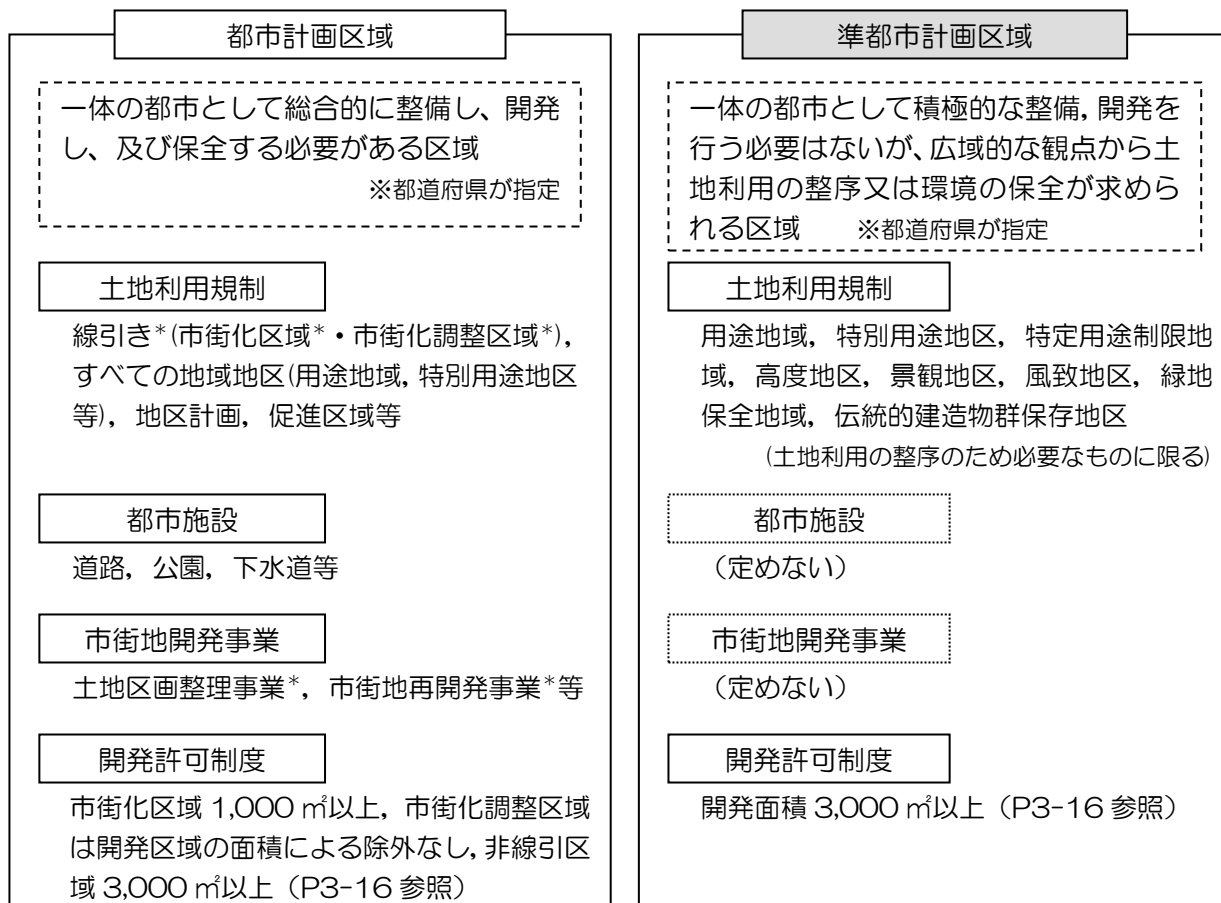 都市計画区域
一体の都市として総合的に整備し、開発
し、及び保全する必要がある区域
※都道府県が指定
土地利用規制
線引き*(市街化区域*・市街化調整区域*),
すべての地域地区(用途地域,特別用途地区
等),地区計画,促進区域等
都市施設
道路,公園,下水道等
市街地開発事業
土地区画整理事業*,市街地再開発事業*等
開発許可制度
市街化区域 1,000 ㎡以上,市街化調整区域
は開発区域の面積による除外なし,非線引区
域 3,000 ㎡以上(P3-16 参照)
準都市計画区域
一体の都市として積極的な整備,開発を
行う必要はないが、広域的な観点から土
地利用の整序又は環境の保全が求めら
れる区域 ※都道府県が指定
土地利用規制
用途地域,特別用途地区,特定用途制限地
域,高度地区,景観地区,風致地区,緑地
保全地域,伝統的建造物群保存地区
(土地利用の整序のため必要なものに限る)
都市施設
(定めない)
市街地開発事業
(定めない)
開発許可制度
開発面積 3,000 ㎡以上(P3-16 参照)